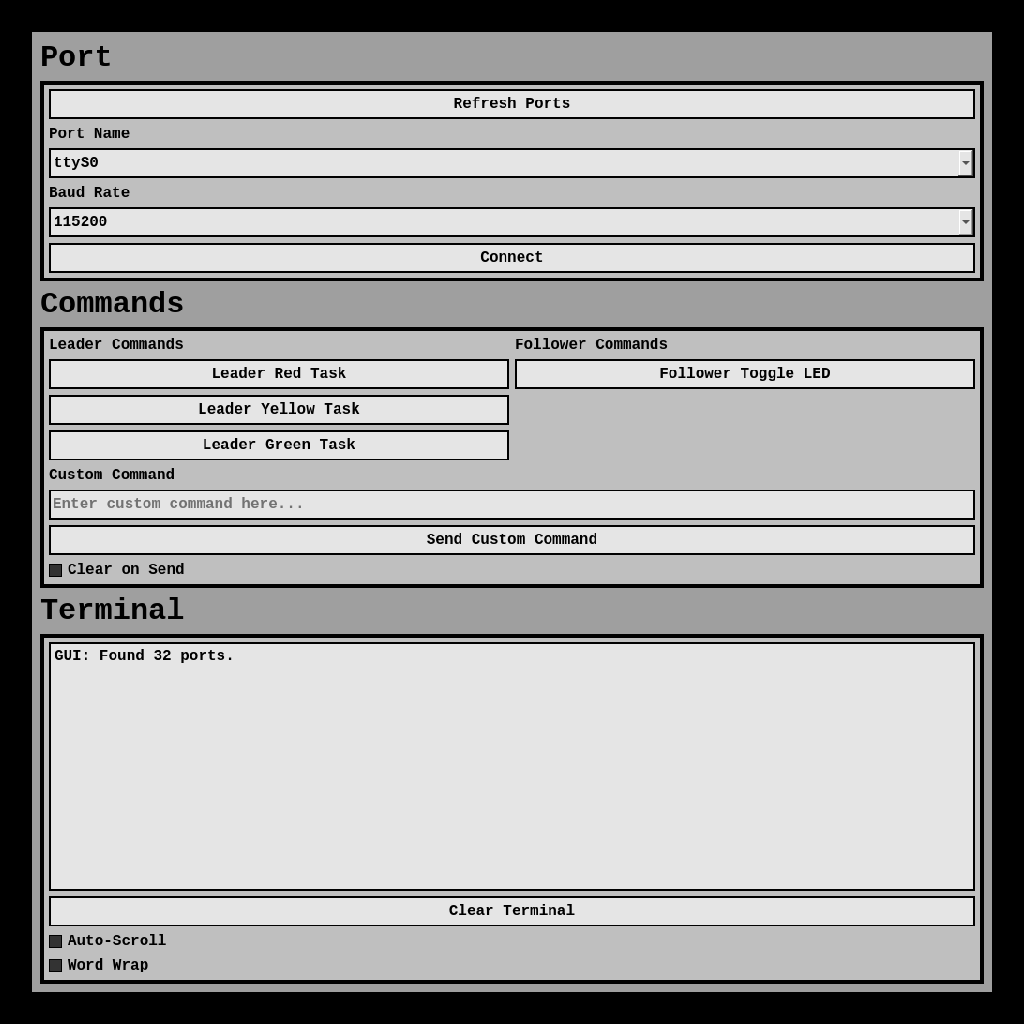 Port
Refresh Ports
Port Name
ttyS0
Baud Rate
115200
Connect
Commands
Leader Commands
Follower Commands
Leader Red Task
Follower Toggle LED
Leader Yellow Task
Leader Green Task
Custom Command
Enter custom command here...
Send Custom Command
Clear on Send
Terminal
GUI: Found 32 ports.
Clear Terminal
Auto-Scroll
Word Wrap